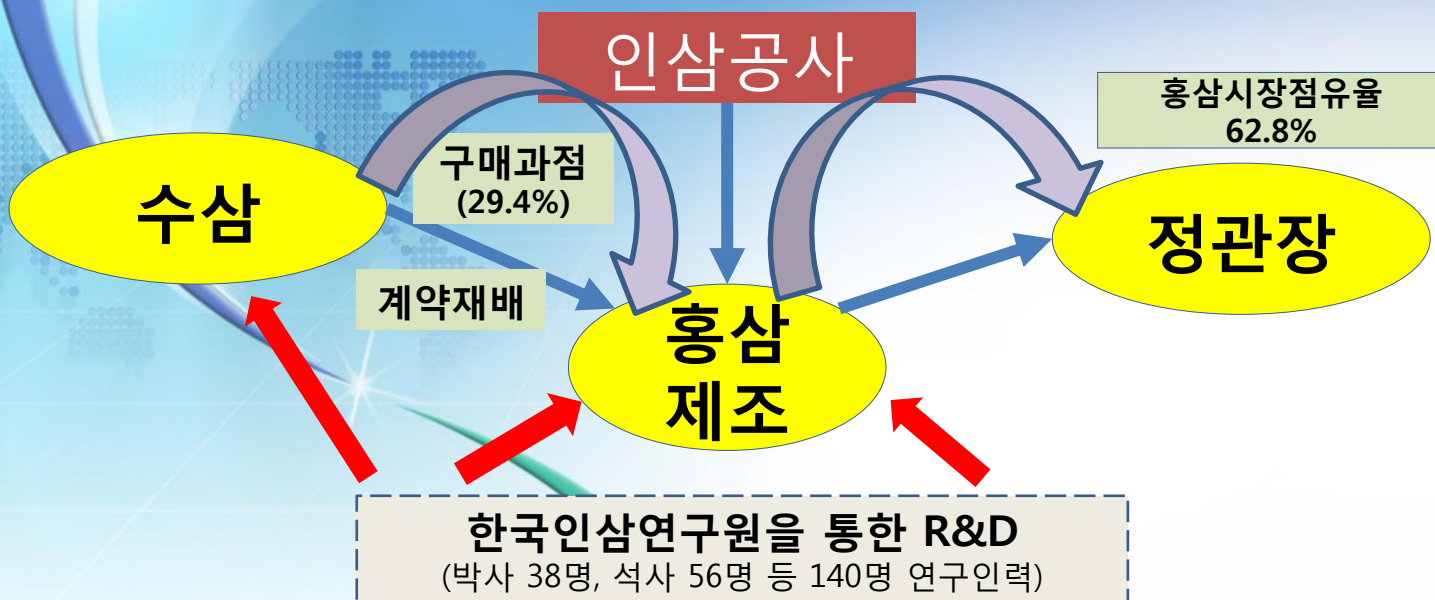 인삼공사
홍삼시장점유율
62.8%
구매과점
(29.4%)
수삼
정관장
계약재배
홍삼
제조
한국인삼연구원을 통한 R&D
(박사 38명, 석사 56명 등 140명 연구인력)